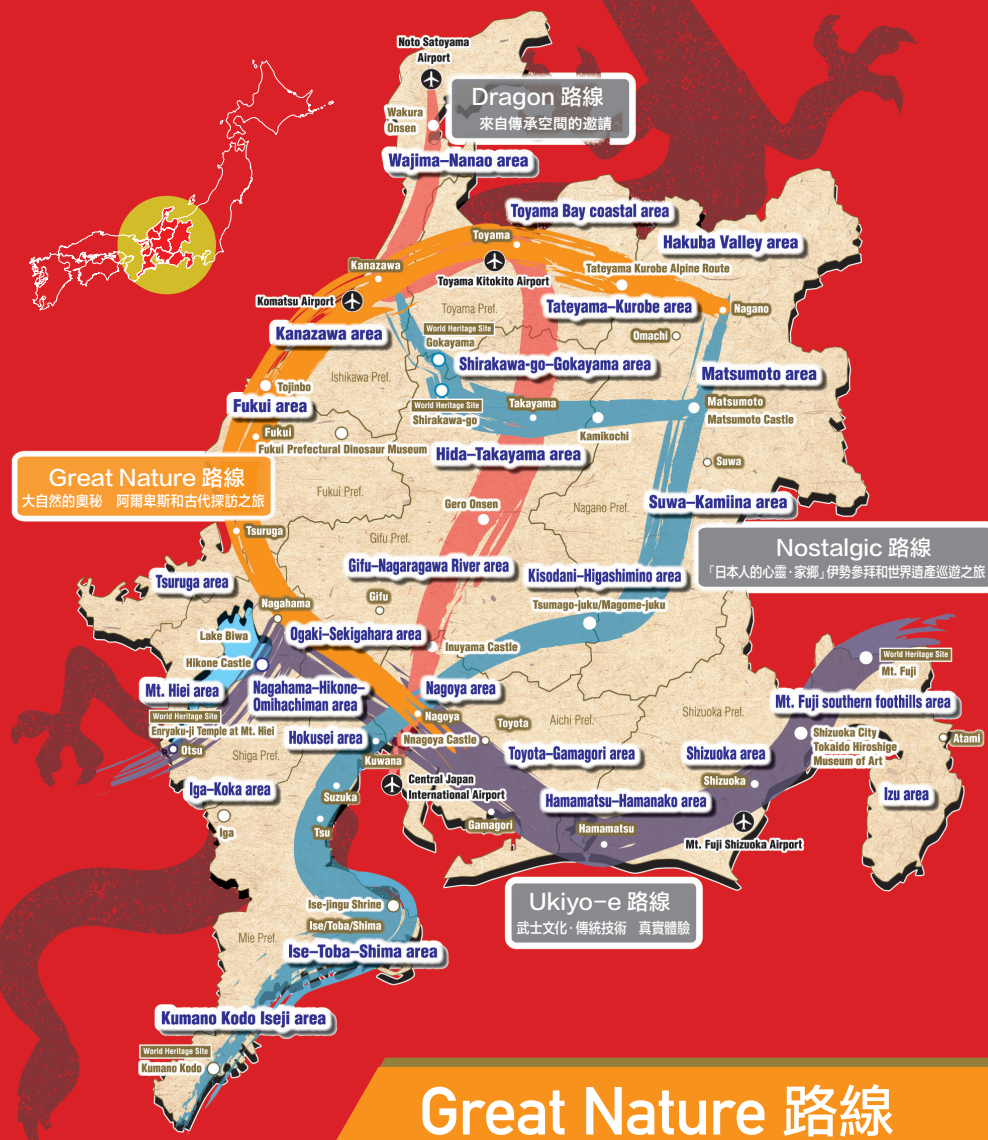 Noto Satoyama
Airport
Dragon 路線
來自傳承空間的邀請
Wakura
Onsen
Wajima–Nanao area
Toyama Bay coastal area
Toyama
Hakuba Valley area
Kanazawa
Tateyama Kurobe Alpine Route
Toyama Kitokito Airport
Komatsu Airport
Toyama Pref.
Tateyama-Kurobe area
Nagano
Kanazawa area
World Heritage Site
Gokayama
Omachi
Shirakawa-go–Gokayama area
Ishikawa Pref.
Matsumoto area
Tojinbo
World Heritage Site
Shirakawa-go
Takayama
Matsumoto
Matsumoto Castle
Fukui area
Kamikochi
Fukui
Fukui Prefectural Dinosaur Museum
Hida–Takayama area
Suwa
Great Nature 路線
大自然的奧秘　阿爾卑斯和古代探訪之旅
Fukui Pref.
Gero Onsen
Nagano Pref.
Suwa–Kamiina area
Tsuruga
Gifu Pref.
Nostalgic 路線
「日本人的心靈·家鄉」伊勢參拜和世界遺產巡遊之旅
Gifu–Nagaragawa River area
Kisodani–Higashimino area
Tsuruga area
Nagahama
Gifu
Tsumago-juku/Magome-juku
Lake Biwa
Ogaki–Sekigahara area
Inuyama Castle
Hikone Castle
World Heritage Site
Mt. Fuji
Mt. Hiei area
Nagahama–Hikone–
Omihachiman area
Nagoya area
Mt. Fuji southern foothills area
World Heritage Site
Enryaku-ji Temple at Mt. Hiei
Nagoya
Toyota
Aichi Pref.
Shizuoka Pref.
Otsu
Hokusei area
Nnagoya Castle
Shizuoka City
Tokaido Hiroshige
Museum of Art
Atami
Shiga Pref.
Kuwana
Toyota–Gamagori area
Shizuoka area
Iga–Koka area
Suzuka
Central Japan
International Airport
Shizuoka
Izu area
Iga
Tsu
Gamagori
Hamamatsu–Hamanako area
Hamamatsu
Mt. Fuji Shizuoka Airport
Ukiyo-e 路線
武士文化·傳統技術　真實體驗
Ise-jingu Shrine
Ise/Toba/Shima
Mie Pref.
Ise–Toba–Shima area
Kumano Kodo Iseji area
World Heritage Site
Kumano Kodo
Great Nature 路線